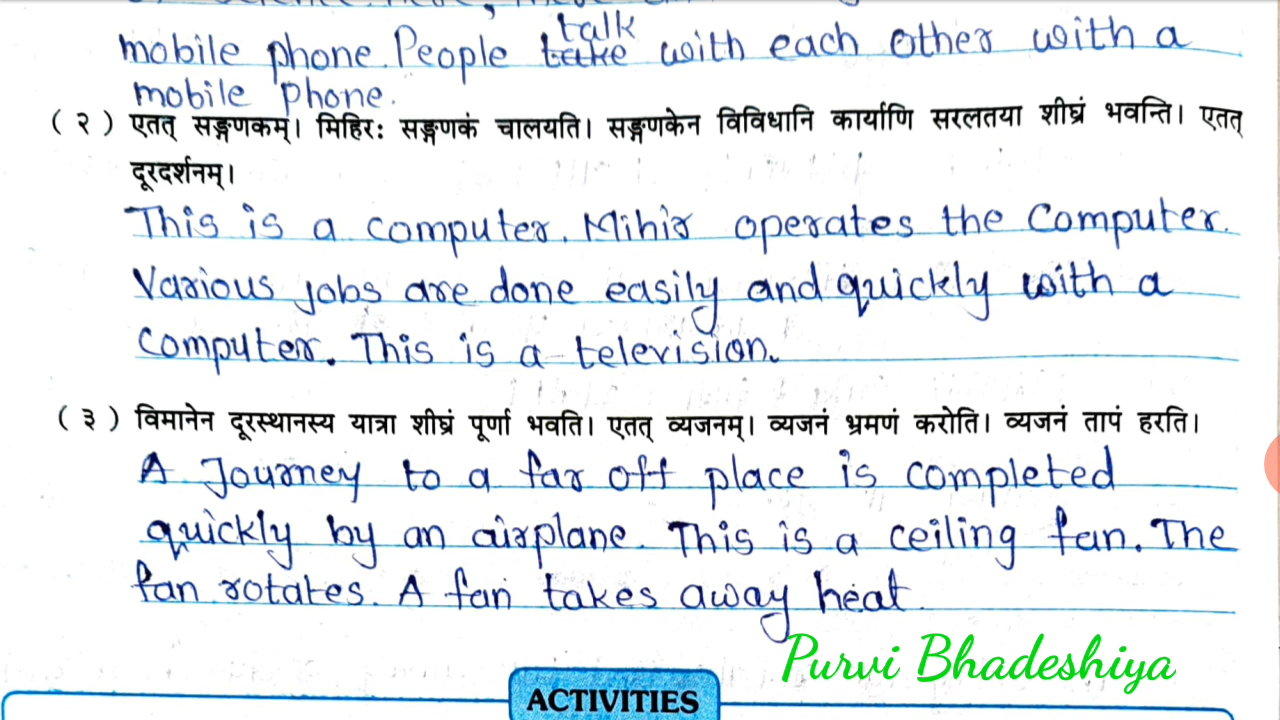 talk
mobile phone. People take with each other with a
mobile phone.
( २ ) एतत् सङ्गणकम्। मिहिरः सङ्गणकं चालयति। सङ्गणकेन विविधानि कार्याणि सरलतया शीघ्रं भवन्ति। एतत्
दूरदर्शनम्।
This is a computer. Mihir operates the Computer.
Various jobs are done easily and quickly with a
Computer. This is a television.
( ३ ) विमानेन दूरस्थानस्य यात्रा शीघ्रं पूर्णा भवति। एतत् व्यजनम्। व्यजनं भ्रमणं करोति। व्यजनं तापं हरति।
A Journey to a far off place is completed
quickly by an airplane. This is a ceiling fan. The
fan rotates. A fan takes away heat.
Purvi Bhadeshiya
ACTIVITIES